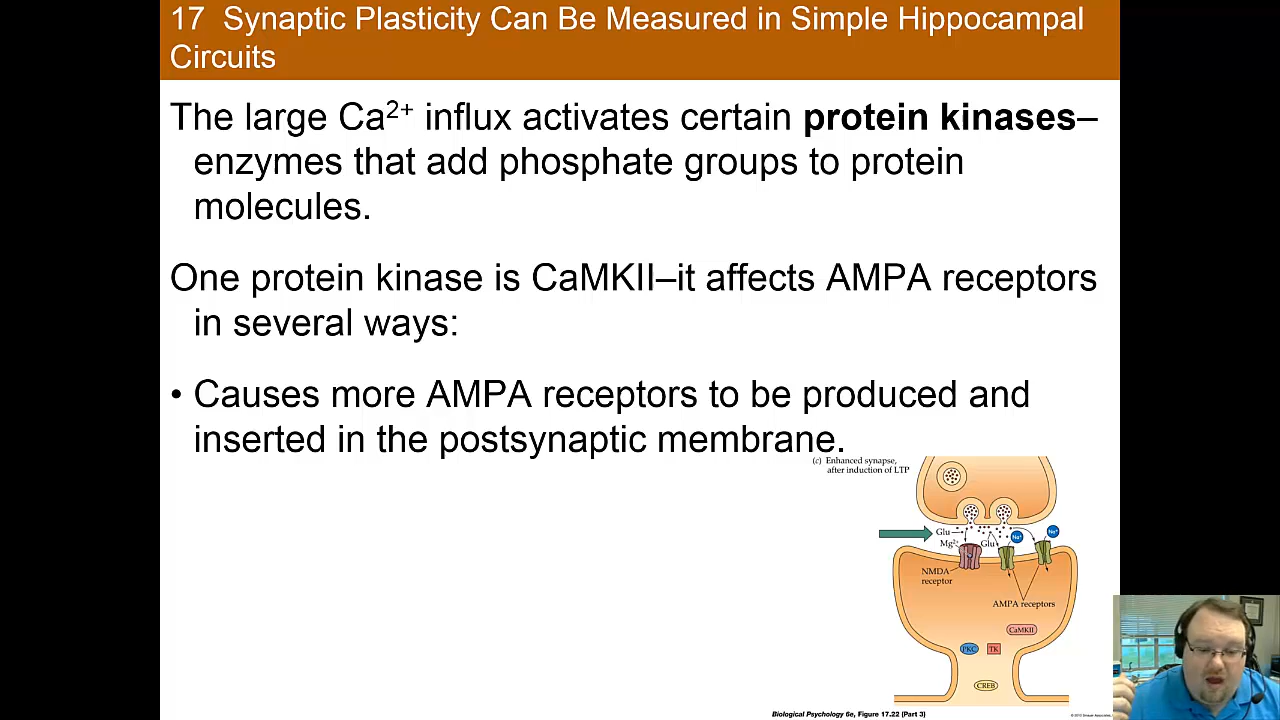 17  Synaptic Plasticity Can Be Measured in Simple Hippocampal
Circuits
The large Ca²⁺ influx activates certain protein kinases–
enzymes that add phosphate groups to protein
molecules.
One protein kinase is CaMKII–it affects AMPA receptors
in several ways:
• Causes more AMPA receptors to be produced and
inserted in the postsynaptic membrane.
(c) Enhanced synapse,
after induction of LTP
Glu
Mg²⁺
Glu
Na⁺
Na⁺
NMDA
receptor
AMPA receptors
CaMKII
PKC
TK
CREB
Biological Psychology 6e, Figure 17.22 (Part 3)